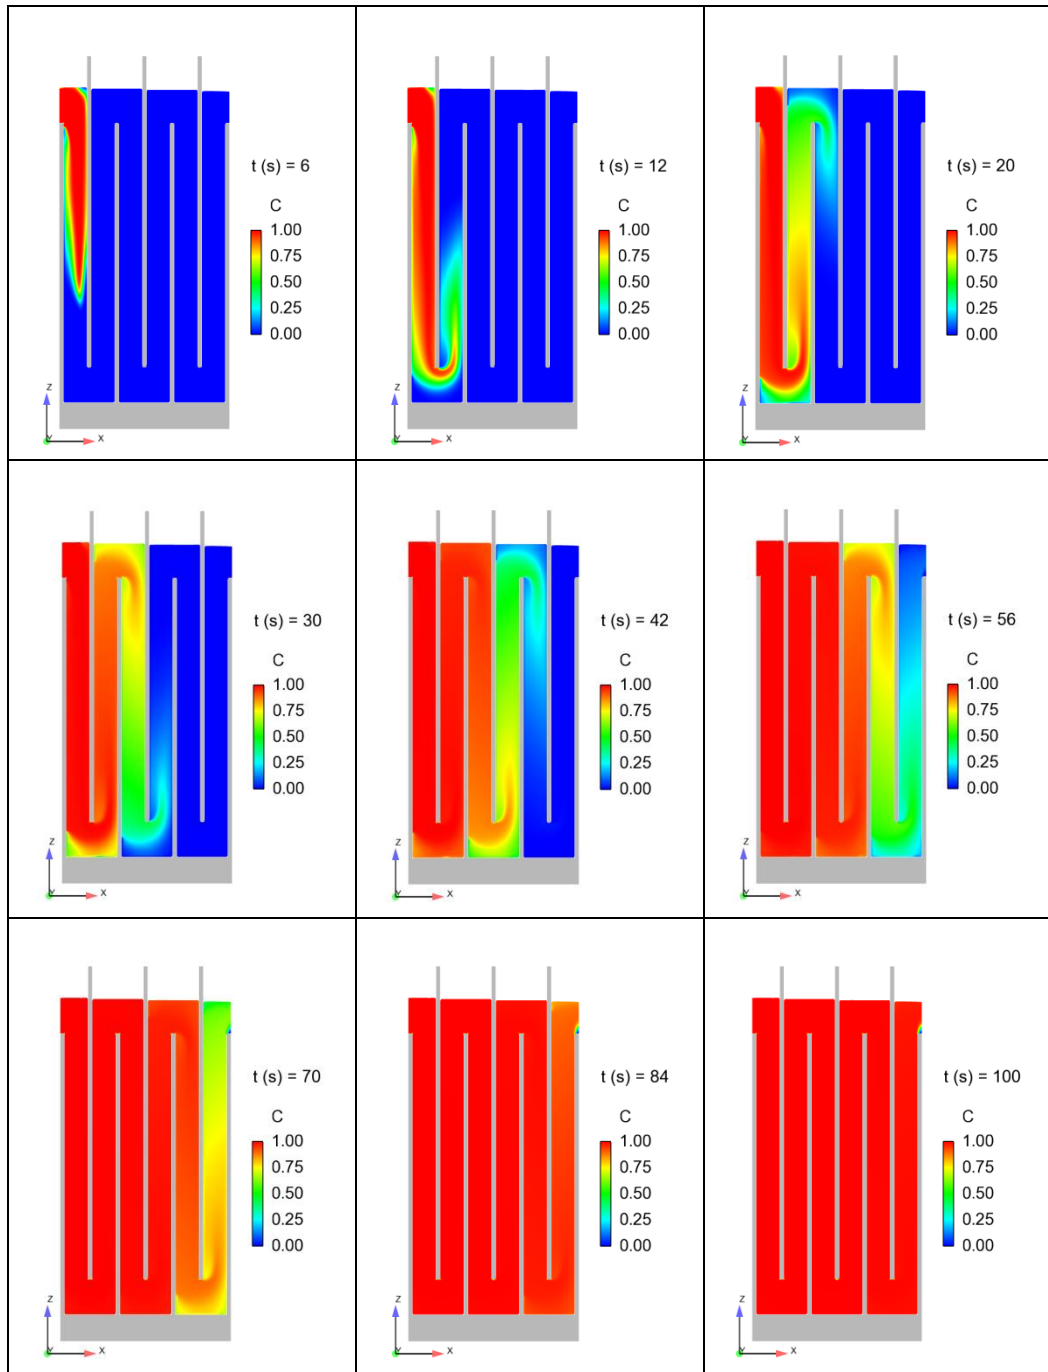 t (s) = 6
C
1.00
0.75
0.50
0.25
0.00
z
Y
x
t (s) = 12
C
1.00
0.75
0.50
0.25
0.00
z
Y
x
t (s) = 20
C
1.00
0.75
0.50
0.25
0.00
z
Y
x
t (s) = 30
C
1.00
0.75
0.50
0.25
0.00
z
Y
x
t (s) = 42
C
1.00
0.75
0.50
0.25
0.00
z
Y
x
t (s) = 56
C
1.00
0.75
0.50
0.25
0.00
z
Y
x
t (s) = 70
C
1.00
0.75
0.50
0.25
0.00
z
Y
x
t (s) = 84
C
1.00
0.75
0.50
0.25
0.00
z
Y
x
t (s) = 100
C
1.00
0.75
0.50
0.25
0.00
z
Y
x